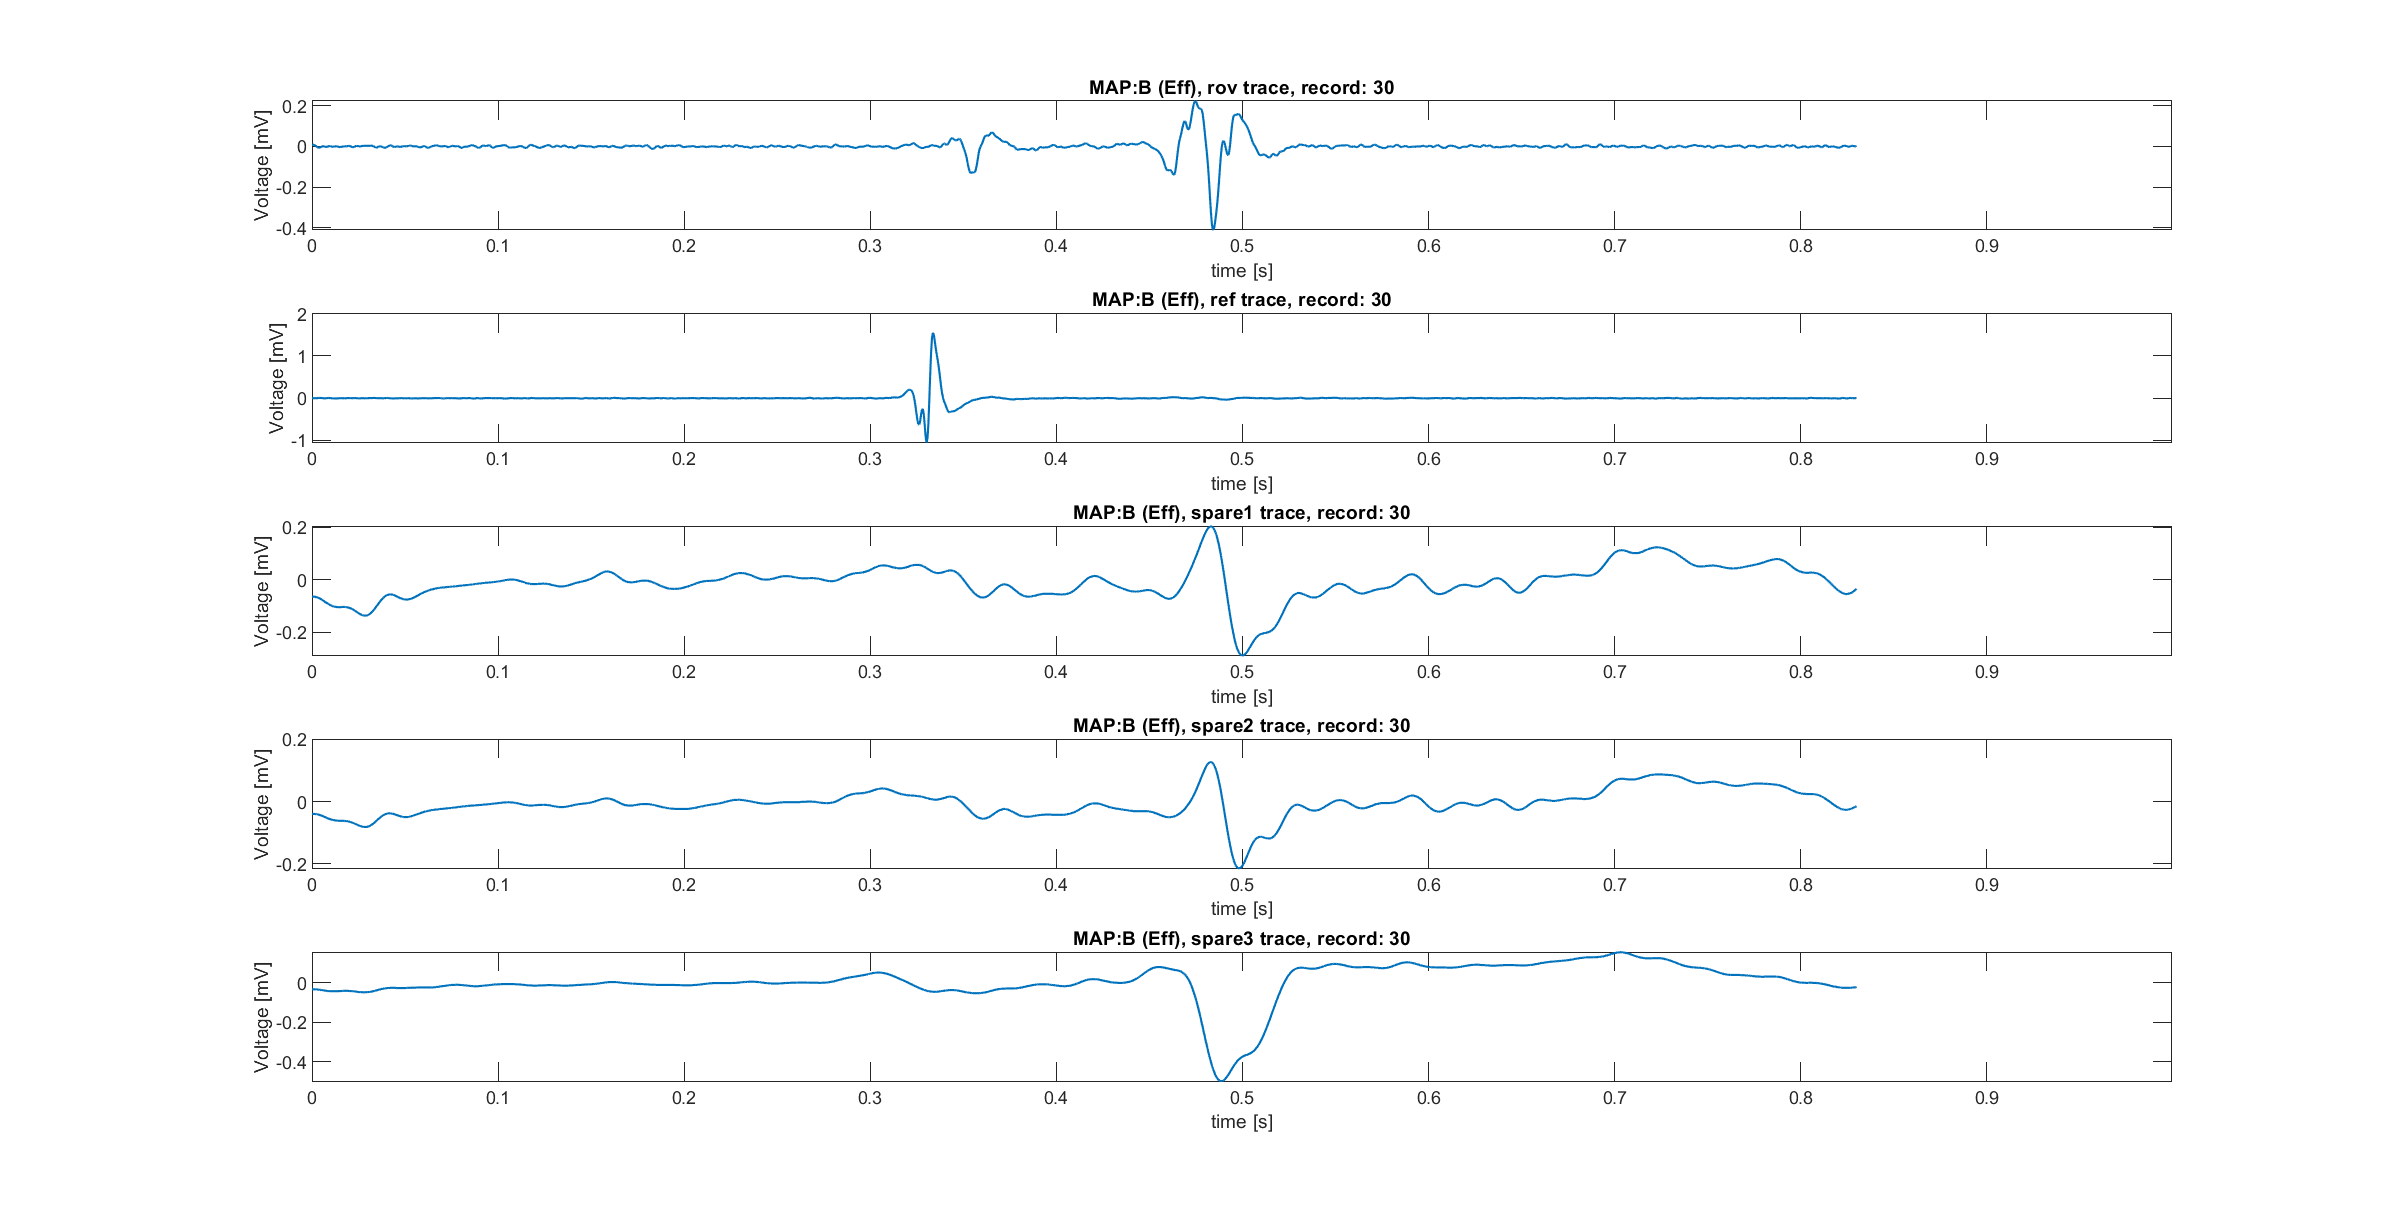 MAP:B (Eff), rov trace, record: 30
Voltage [mV]
0.2
0
-0.2
-0.4
0 0.1 0.2 0.3 0.4 0.5 0.6 0.7 0.8 0.9
time [s]
MAP:B (Eff), ref trace, record: 30
Voltage [mV]
2
1
0
-1
0 0.1 0.2 0.3 0.4 0.5 0.6 0.7 0.8 0.9
time [s]
MAP:B (Eff), spare1 trace, record: 30
Voltage [mV]
0.2
0
-0.2
0 0.1 0.2 0.3 0.4 0.5 0.6 0.7 0.8 0.9
time [s]
MAP:B (Eff), spare2 trace, record: 30
Voltage [mV]
0.2
0
-0.2
0 0.1 0.2 0.3 0.4 0.5 0.6 0.7 0.8 0.9
time [s]
MAP:B (Eff), spare3 trace, record: 30
Voltage [mV]
0
-0.2
-0.4
0 0.1 0.2 0.3 0.4 0.5 0.6 0.7 0.8 0.9
time [s]